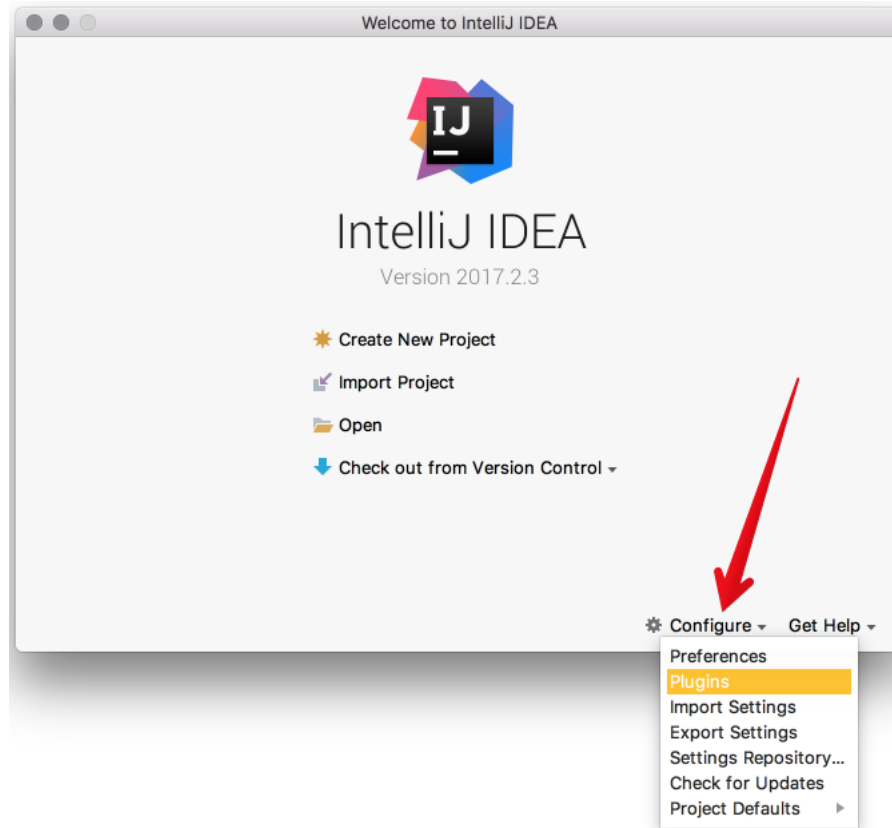 Welcome to IntelliJ IDEA
IJ
IntelliJ IDEA
Version 2017.2.3
Create New Project
Import Project
Open
Check out from Version Control
Configure Get Help
Preferences
Plugins
Import Settings
Export Settings
Settings Repository...
Check for Updates
Project Defaults